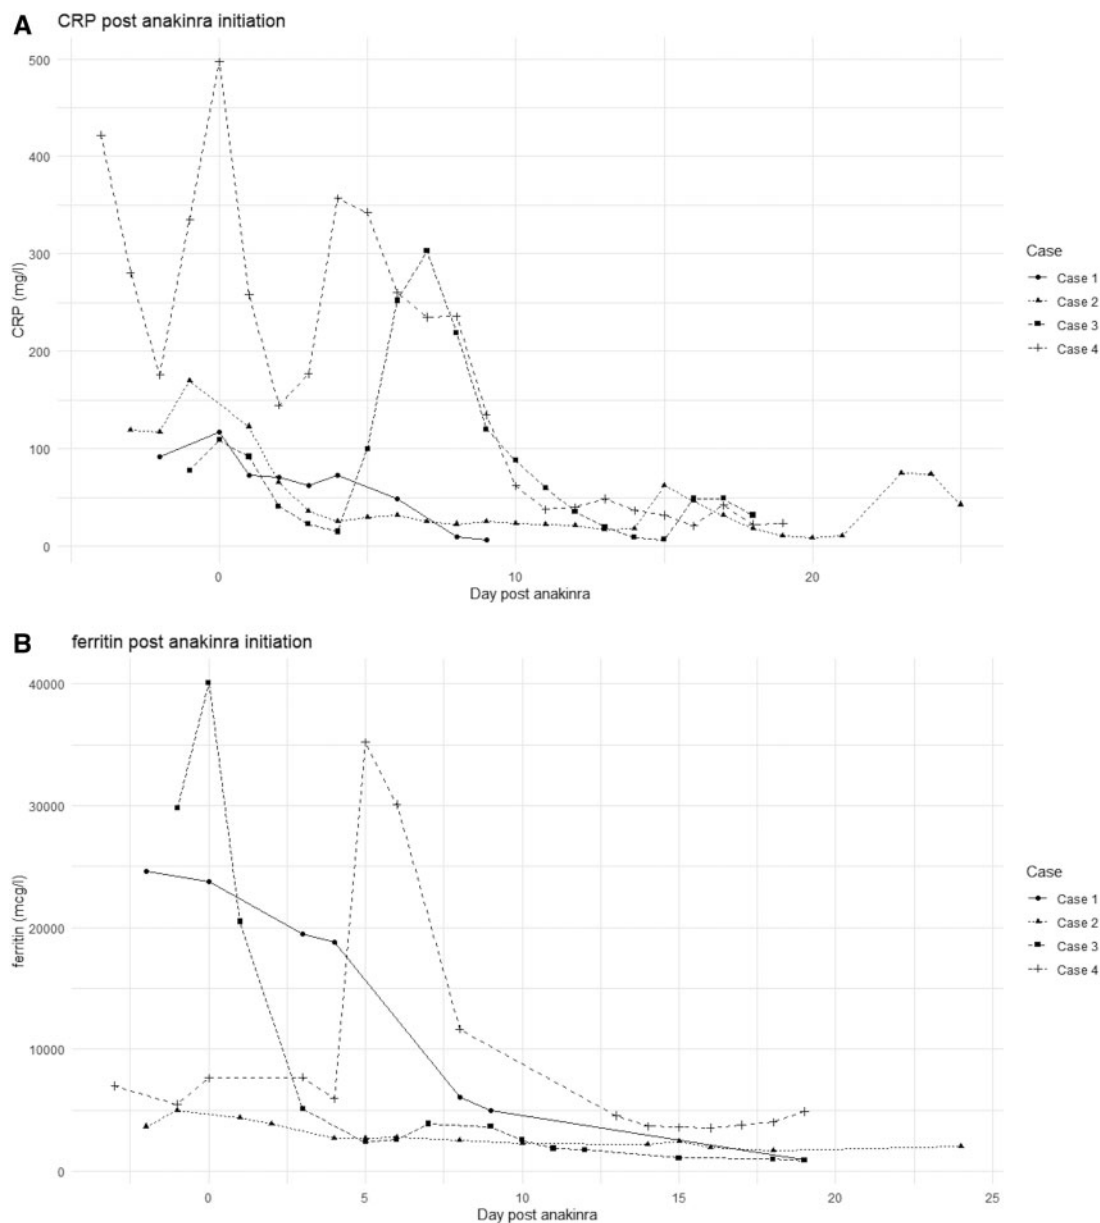 A
CRP post anakinra initiation
500
400
300
200
100
0
CRP (mg/l)
0 10 20
Day post anakinra
Case
Case 1
Case 2
Case 3
Case 4
B
ferritin post anakinra initiation
40000
30000
20000
10000
0
ferritin (mcg/l)
0 5 10 15 20 25
Day post anakinra
Case
Case 1
Case 2
Case 3
Case 4